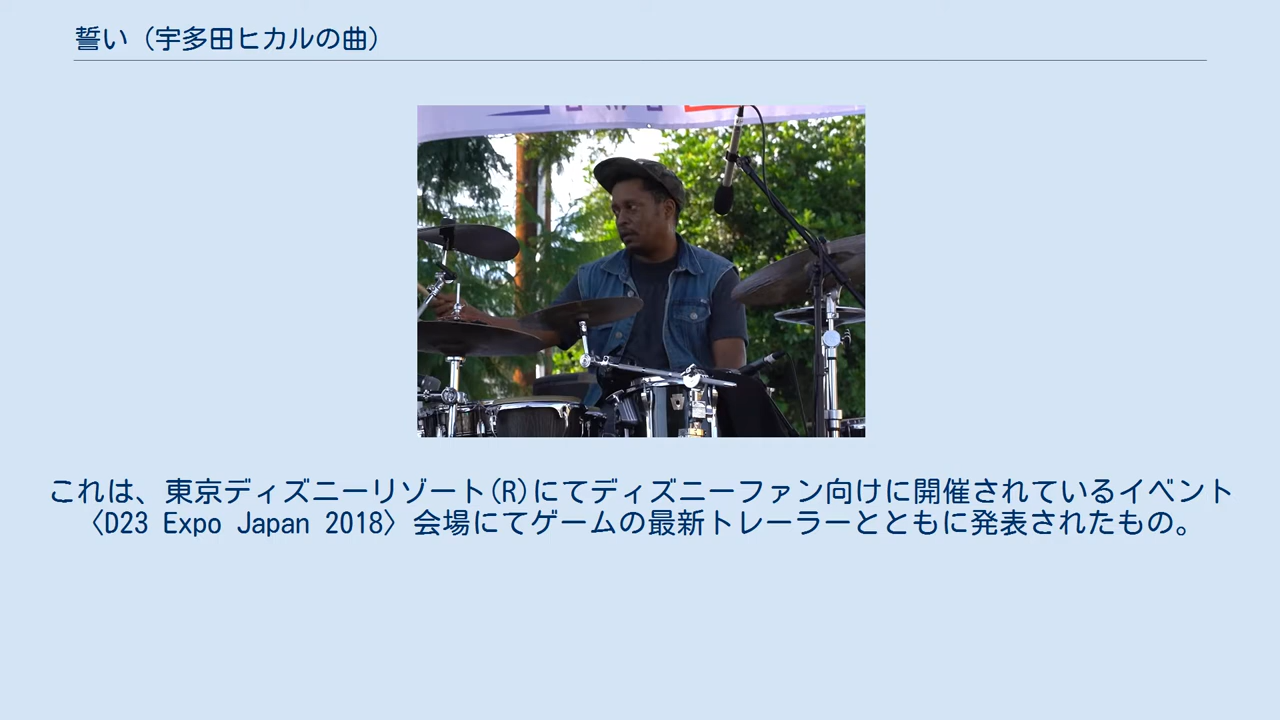 誓い（宇多田ヒカルの曲）
これは、東京ディズニーリゾート(R)にてディズニーファン向けに開催されているイベント
〈D23 Expo Japan 2018〉会場にてゲームの最新トレーラーとともに発表されたもの。